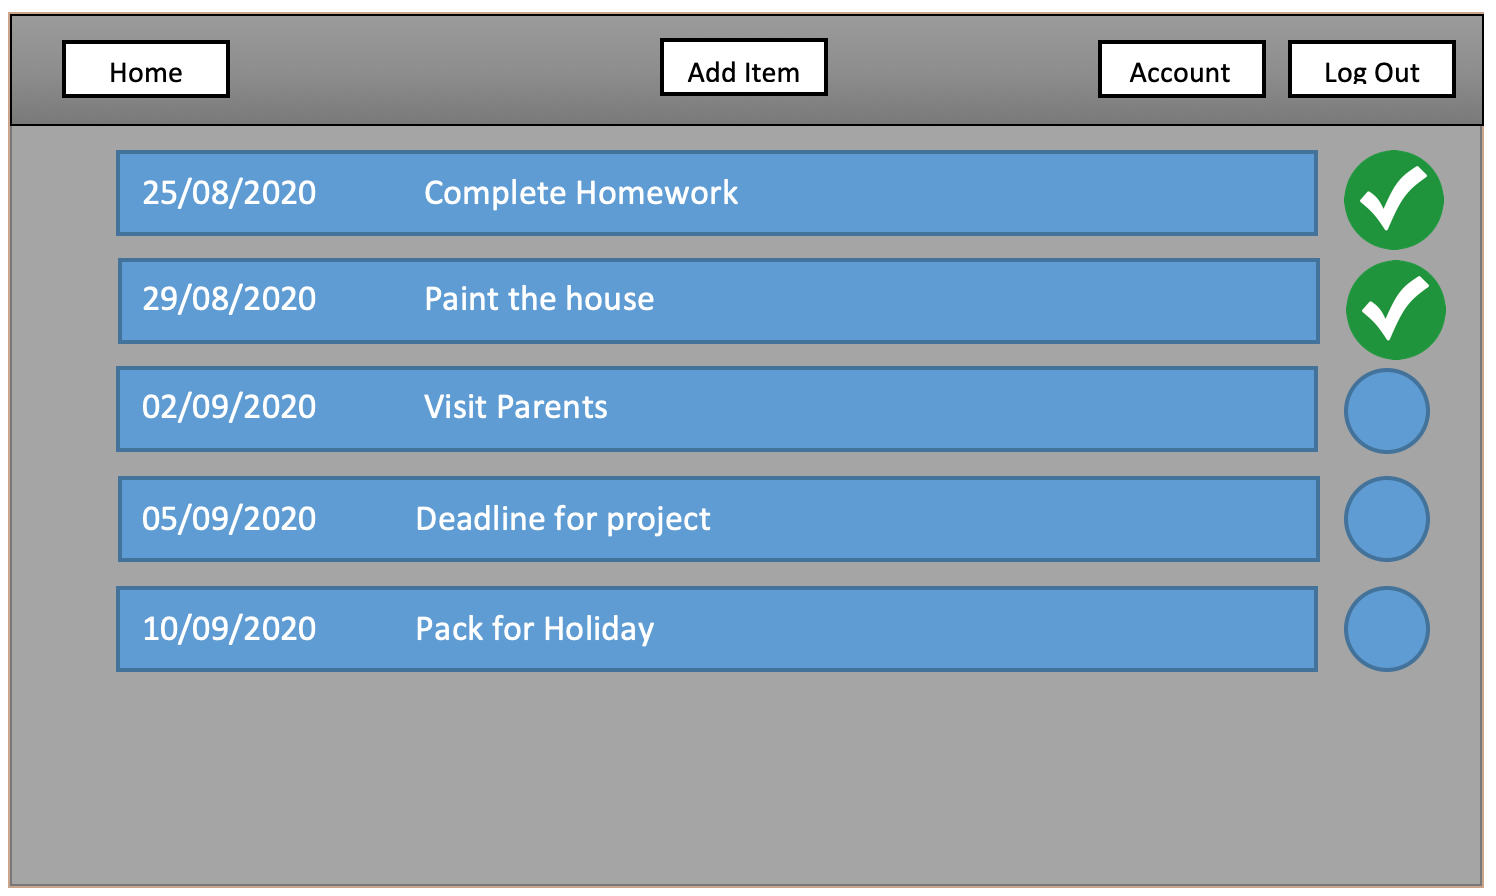 Home Add Item Account Log Out
25/08/2020 Complete Homework
29/08/2020 Paint the house
02/09/2020 Visit Parents
05/09/2020 Deadline for project
10/09/2020 Pack for Holiday